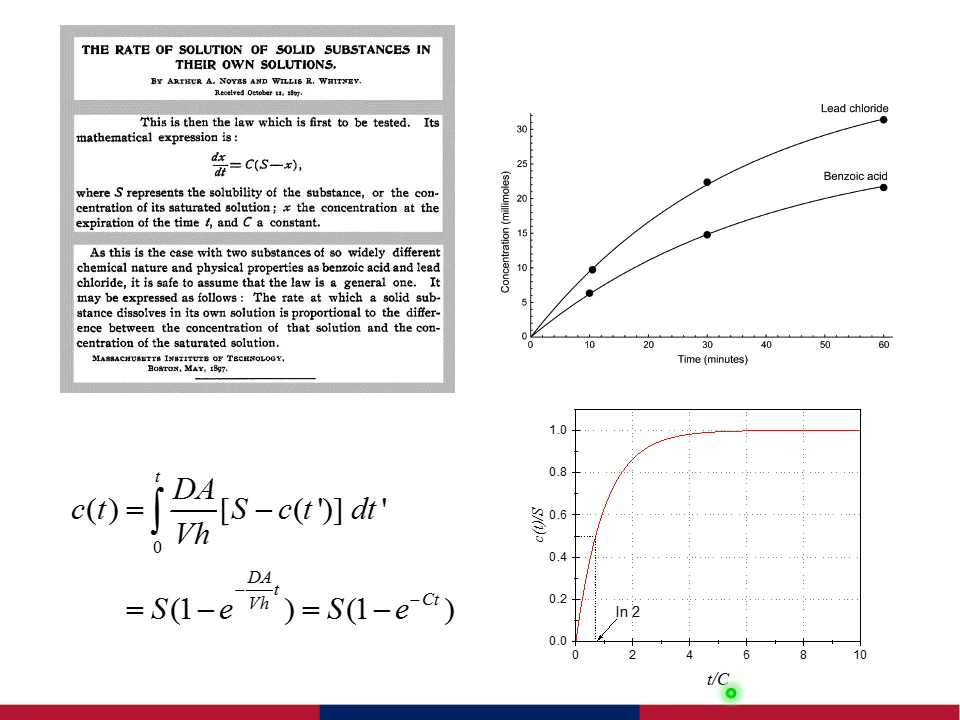 THE RATE OF SOLUTION OF SOLID SUBSTANCES IN
THEIR OWN SOLUTIONS.
BY ARTHUR A. NOYES AND WILLIS R. WHITNEY.
Received October 12, 1897.
This is then the law which is first to be tested. Its
mathematical expression is :
dx/dt = C(S—x),
where S represents the solubility of the substance, or the con-
centration of its saturated solution ; x the concentration at the
expiration of the time t, and C a constant.
As this is the case with two substances of so widely different
chemical nature and physical properties as benzoic acid and lead
chloride, it is safe to assume that the law is a general one. It
may be expressed as follows : The rate at which a solid sub-
stance dissolves in its own solution is proportional to the differ-
ence between the concentration of that solution and the con-
centration of the saturated solution.
MASSACHUSETTS INSTITUTE OF TECHNOLOGY,
BOSTON, MAY, 1897.
Lead chloride
Benzoic acid
Concentration (millimoles)
30
25
20
15
10
5
0
0 10 20 30 40 50 60
Time (minutes)
c(t) = ∫₀ᵗ DA/Vh [S − c(t')] dt'
= S(1 − e^(−(DA/Vh)t)) = S(1 − e^(−Ct))
c(t)/S
1.0
0.8
0.6
0.4
0.2
0.0
ln 2
0 2 4 6 8 10
t/C